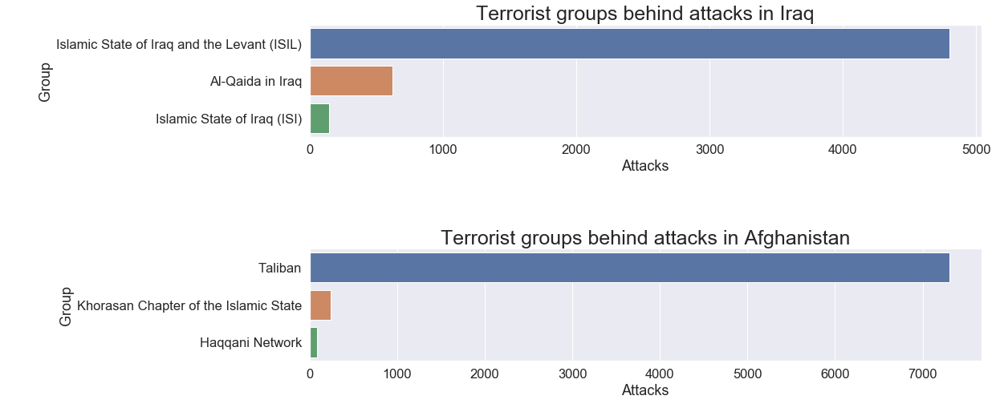 Terrorist groups behind attacks in Iraq
Group
Islamic State of Iraq and the Levant (ISIL)
Al-Qaida in Iraq
Islamic State of Iraq (ISI)
0 1000 2000 3000 4000 5000
Attacks
Terrorist groups behind attacks in Afghanistan
Group
Taliban
Khorasan Chapter of the Islamic State
Haqqani Network
0 1000 2000 3000 4000 5000 6000 7000
Attacks